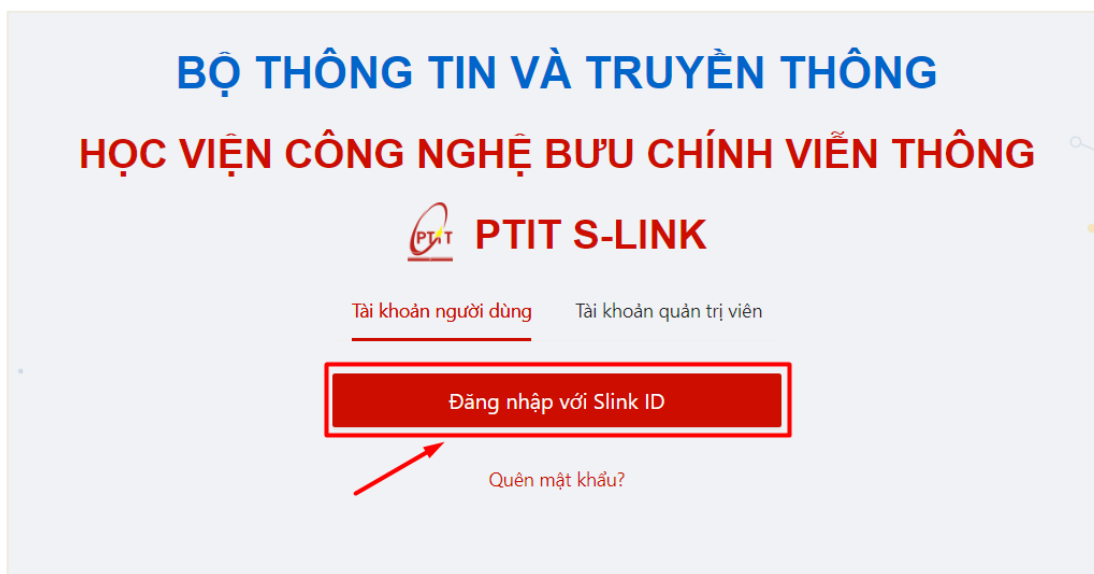 BỘ THÔNG TIN VÀ TRUYỀN THÔNG
HỌC VIỆN CÔNG NGHỆ BƯU CHÍNH VIỄN THÔNG
PTIT PTIT S-LINK
Tài khoản người dùng Tài khoản quản trị viên
Đăng nhập với Slink ID
Quên mật khẩu?